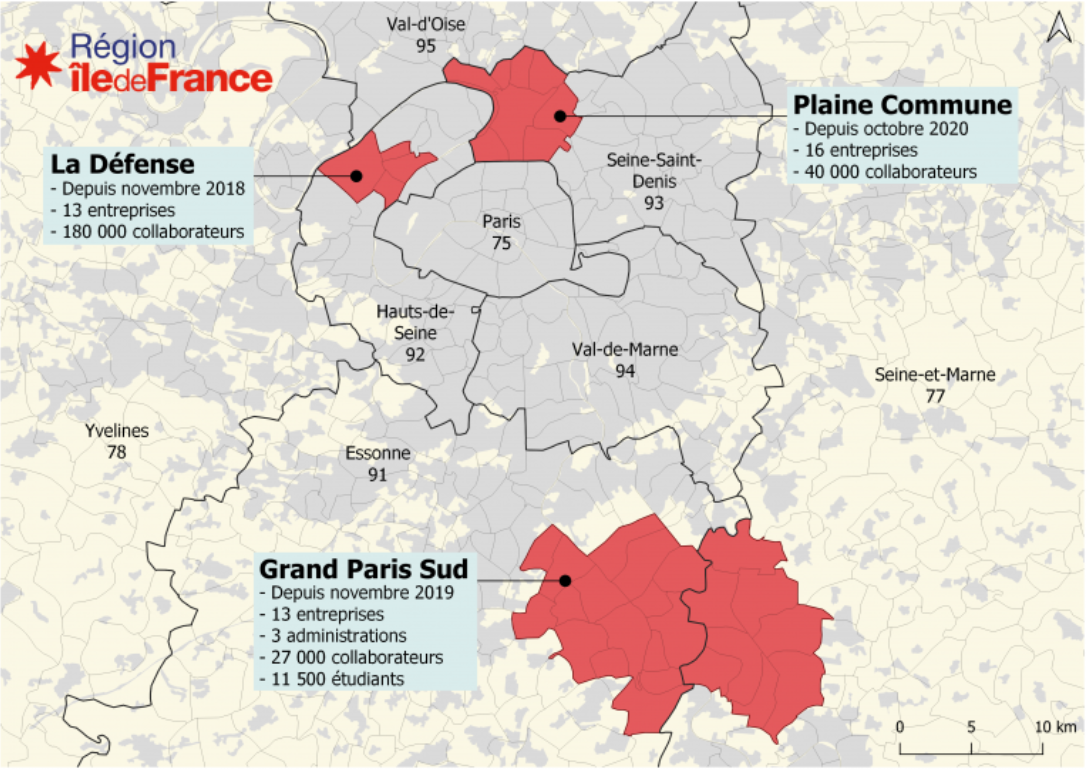 Région
îledeFrance
Val-d'Oise
95
Plaine Commune
- Depuis octobre 2020
- 16 entreprises
- 40 000 collaborateurs
La Défense
- Depuis novembre 2018
- 13 entreprises
- 180 000 collaborateurs
Seine-Saint-
Denis
93
Paris
75
Hauts-de-
Seine
92
Val-de-Marne
94
Seine-et-Marne
77
Yvelines
78
Essonne
91
Grand Paris Sud
- Depuis novembre 2019
- 13 entreprises
- 3 administrations
- 27 000 collaborateurs
- 11 500 étudiants
0 5 10 km